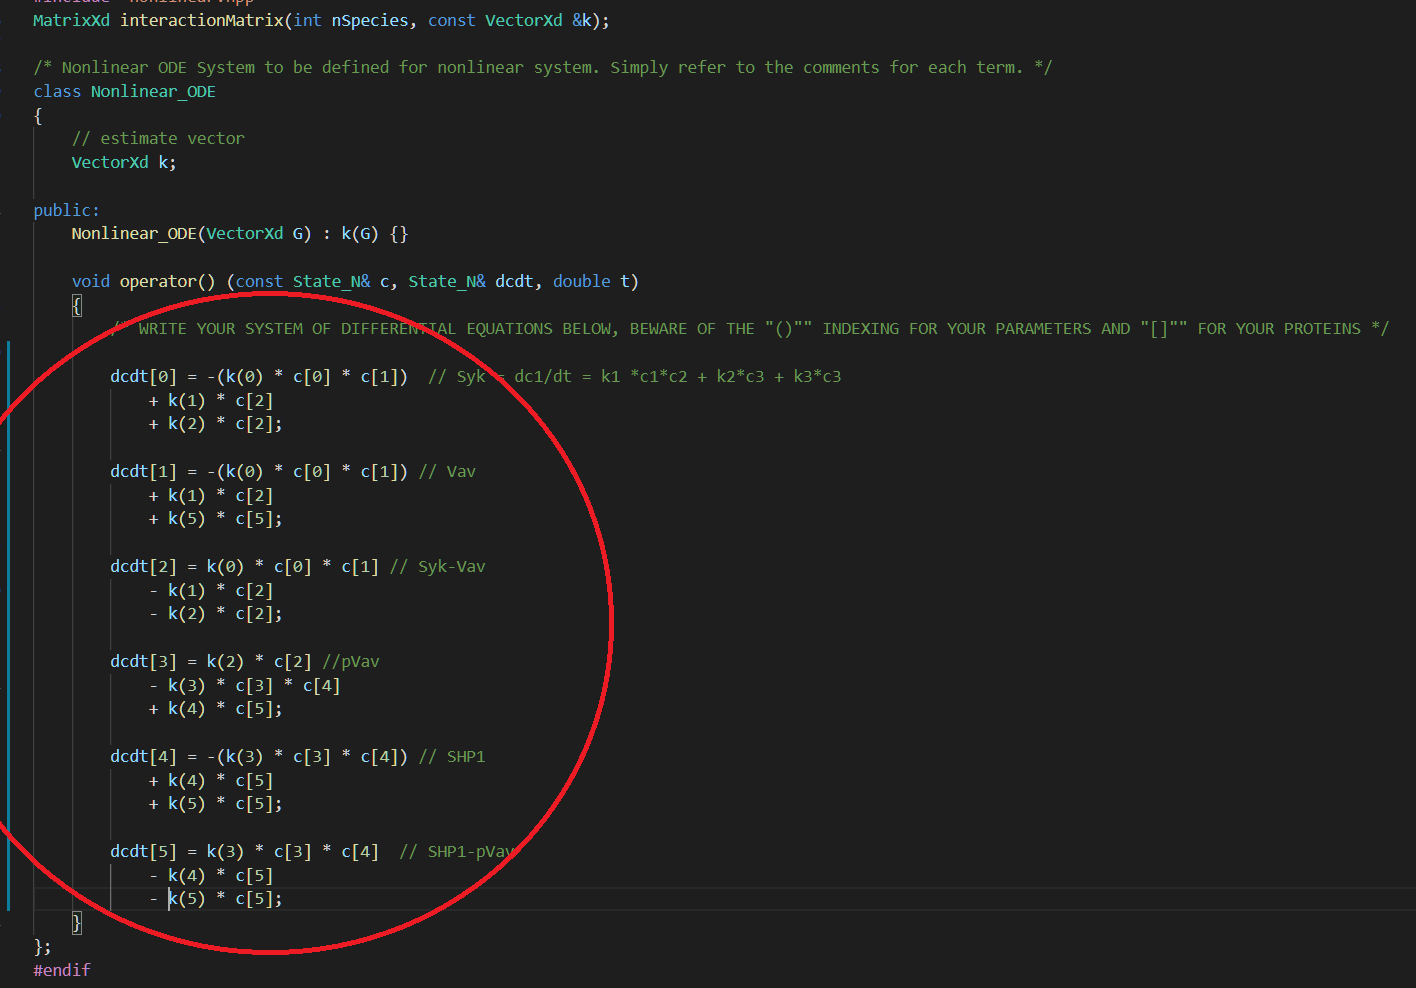 MatrixXd interactionMatrix(int nSpecies, const VectorXd &k);
/* Nonlinear ODE System to be defined for nonlinear system. Simply refer to the comments for each term. */
class Nonlinear_ODE
{
// estimate vector
VectorXd k;
public:
Nonlinear_ODE(VectorXd G) : k(G) {}
void operator() (const State_N& c, State_N& dcdt, double t)
{
/* WRITE YOUR SYSTEM OF DIFFERENTIAL EQUATIONS BELOW, BEWARE OF THE "()"" INDEXING FOR YOUR PARAMETERS AND "[]"" FOR YOUR PROTEINS */
dcdt[0] = -(k(0) * c[0] * c[1])  // Syk - dc1/dt = k1 *c1*c2 + k2*c3 + k3*c3
+ k(1) * c[2]
+ k(2) * c[2];
dcdt[1] = -(k(0) * c[0] * c[1]) // Vav
+ k(1) * c[2]
+ k(5) * c[5];
dcdt[2] = k(0) * c[0] * c[1] // Syk-Vav
- k(1) * c[2]
- k(2) * c[2];
dcdt[3] = k(2) * c[2] //pVav
- k(3) * c[3] * c[4]
+ k(4) * c[5];
dcdt[4] = -(k(3) * c[3] * c[4]) // SHP1
+ k(4) * c[5]
+ k(5) * c[5];
dcdt[5] = k(3) * c[3] * c[4]  // SHP1-pVav
- k(4) * c[5]
- k(5) * c[5];
}
};
#endif